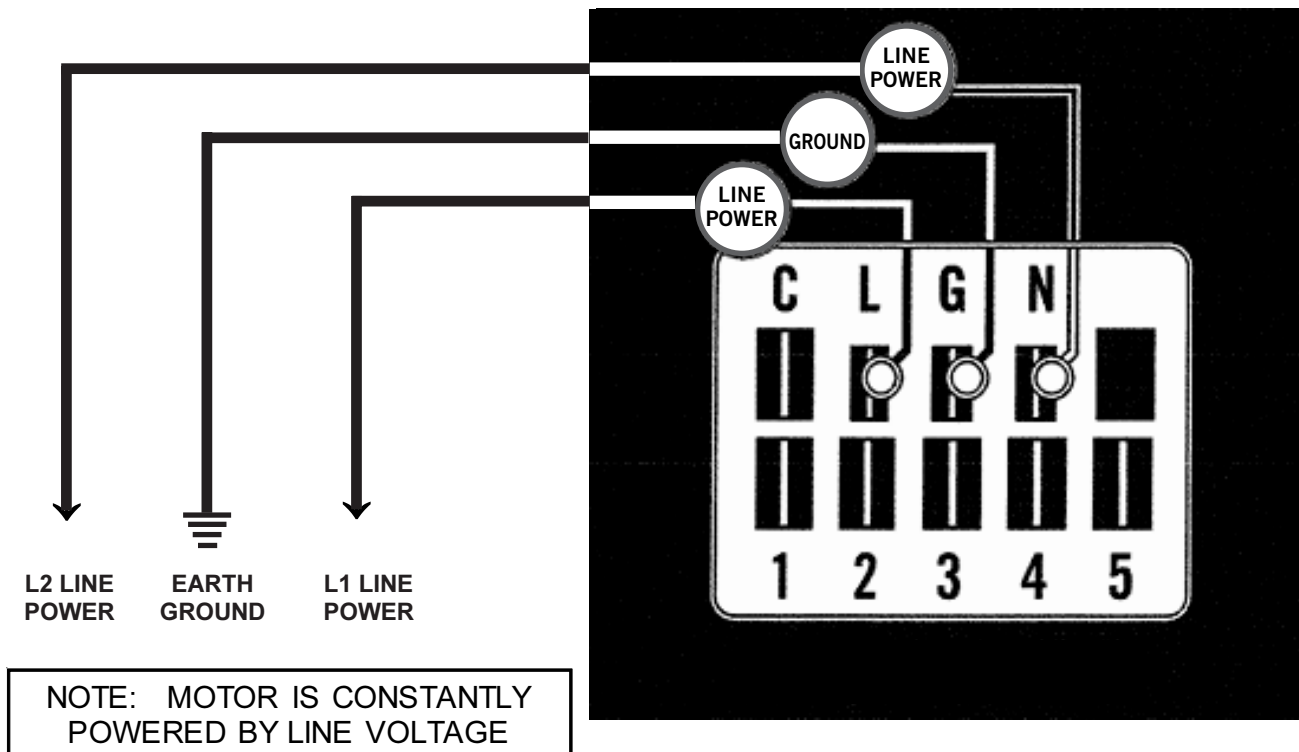 LINE
POWER
GROUND
LINE
POWER
C L G N
1 2 3 4 5
L2 LINE
POWER
EARTH
GROUND
L1 LINE
POWER
NOTE: MOTOR IS CONSTANTLY
POWERED BY LINE VOLTAGE